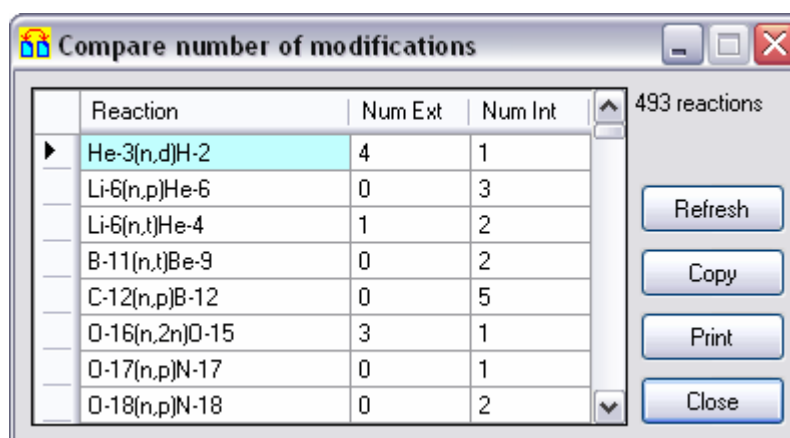 Compare number of modifications
Reaction Num Ext Num Int
493 reactions
He-3(n,d)H-2 4 1
Li-6(n,p)He-6 0 3
Li-6(n,t)He-4 1 2
B-11(n,t)Be-9 0 2
C-12(n,p)B-12 0 5
O-16(n,2n)O-15 3 1
O-17(n,p)N-17 0 1
O-18(n,p)N-18 0 2
Refresh
Copy
Print
Close